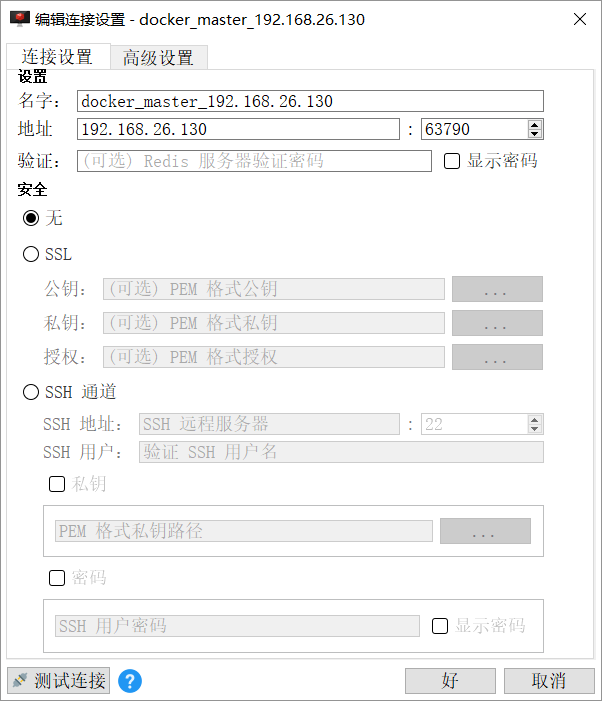 编辑连接设置 - docker_master_192.168.26.130
连接设置 高级设置
设置
名字： docker_master_192.168.26.130
地址 192.168.26.130 : 63790
验证： (可选) Redis 服务器验证密码 显示密码
安全
无
SSL
公钥： (可选) PEM 格式公钥 ...
私钥： (可选) PEM 格式私钥 ...
授权： (可选) PEM 格式授权 ...
SSH 通道
SSH 地址： SSH 远程服务器 : 22
SSH 用户： 验证 SSH 用户名
私钥
PEM 格式私钥路径 ...
密码
SSH 用户密码 显示密码
测试连接 ? 好 取消